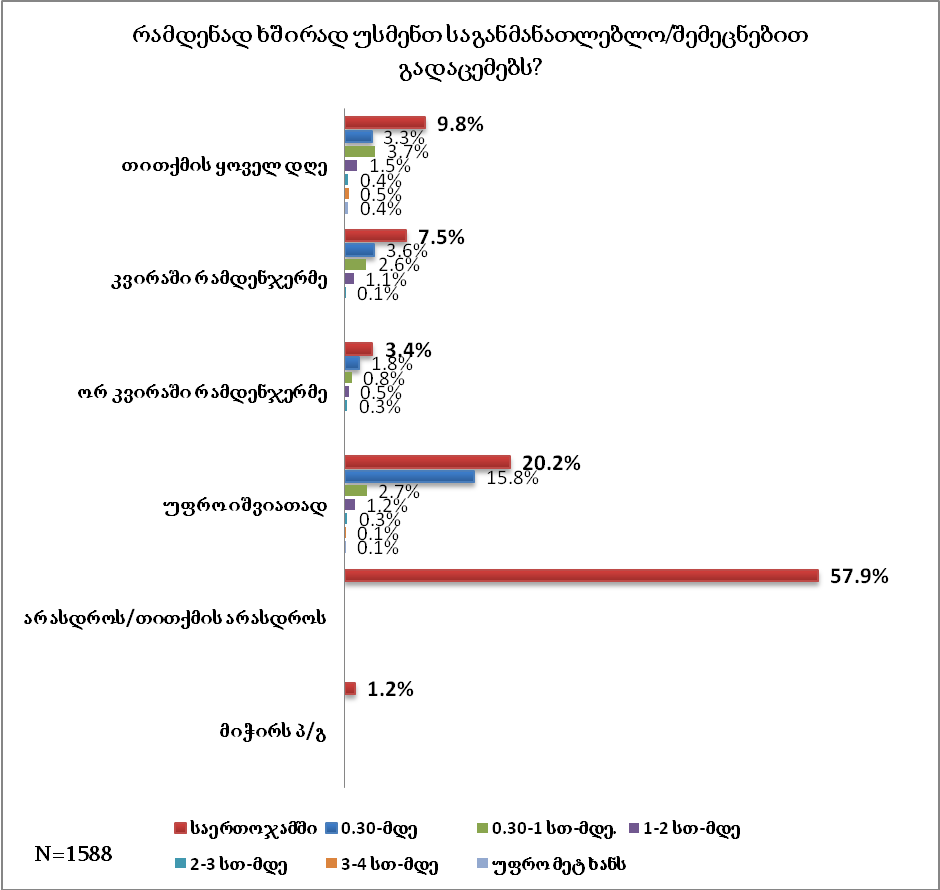 რამდენად ხშირად უსმენთ საგანმანათლებლო/შემეცნებით
გადაცემებს?
თითქმის ყოველ დღე
9.8%
3.3%
3.7%
1.5%
0.4%
0.5%
0.4%
კვირაში რამდენჯერმე
7.5%
3.6%
2.6%
1.1%
0.1%
ორ კვირაში რამდენჯერმე
3.4%
1.8%
0.8%
0.5%
0.3%
უფრო იშვიათად
20.2%
15.8%
2.7%
1.2%
0.3%
0.1%
0.1%
არასდროს/თითქმის არასდროს
57.9%
მიჭირს პ/გ
1.2%
საერთო ჯამში 0.30-მდე 0.30-1 სთ-მდე. 1-2 სთ-მდე
2-3 სთ-მდე 3-4 სთ-მდე უფრო მეტ ხანს
N=1588